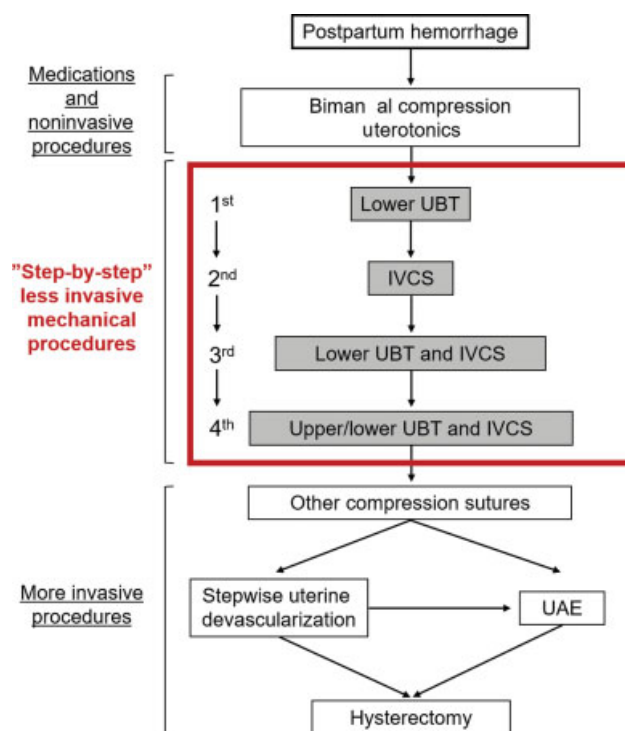 Postpartum hemorrhage
Medications
and
noninvasive
procedures
Biman al compression
uterotonics
"Step-by-step"
less invasive
mechanical
procedures
1st
Lower UBT
2nd
IVCS
3rd
Lower UBT and IVCS
4th
Upper/lower UBT and IVCS
More invasive
procedures
Other compression sutures
Stepwise uterine
devascularization
UAE
Hysterectomy